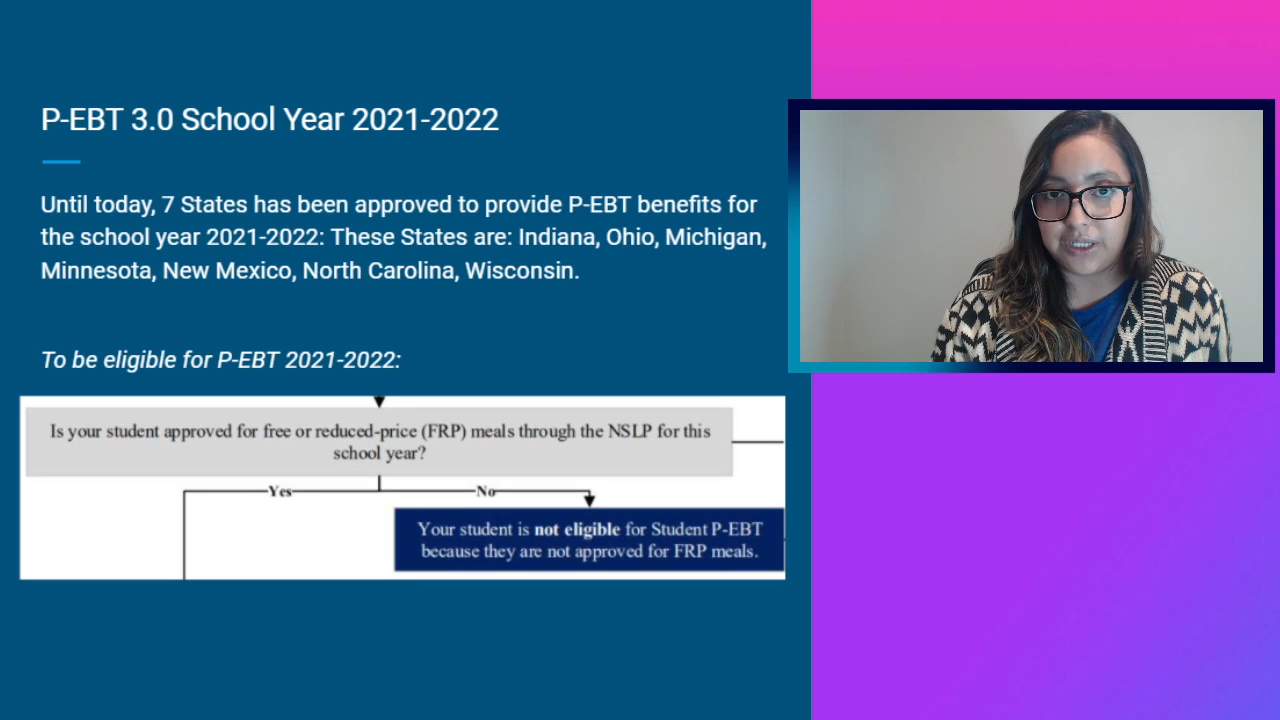 P-EBT 3.0 School Year 2021-2022
Until today, 7 States has been approved to provide P-EBT benefits for
the school year 2021-2022: These States are: Indiana, Ohio, Michigan,
Minnesota, New Mexico, North Carolina, Wisconsin.
To be eligible for P-EBT 2021-2022:
Is your student approved for free or reduced-price (FRP) meals through the NSLP for this
school year?
Yes
No
Your student is not eligible for Student P-EBT
because they are not approved for FRP meals.